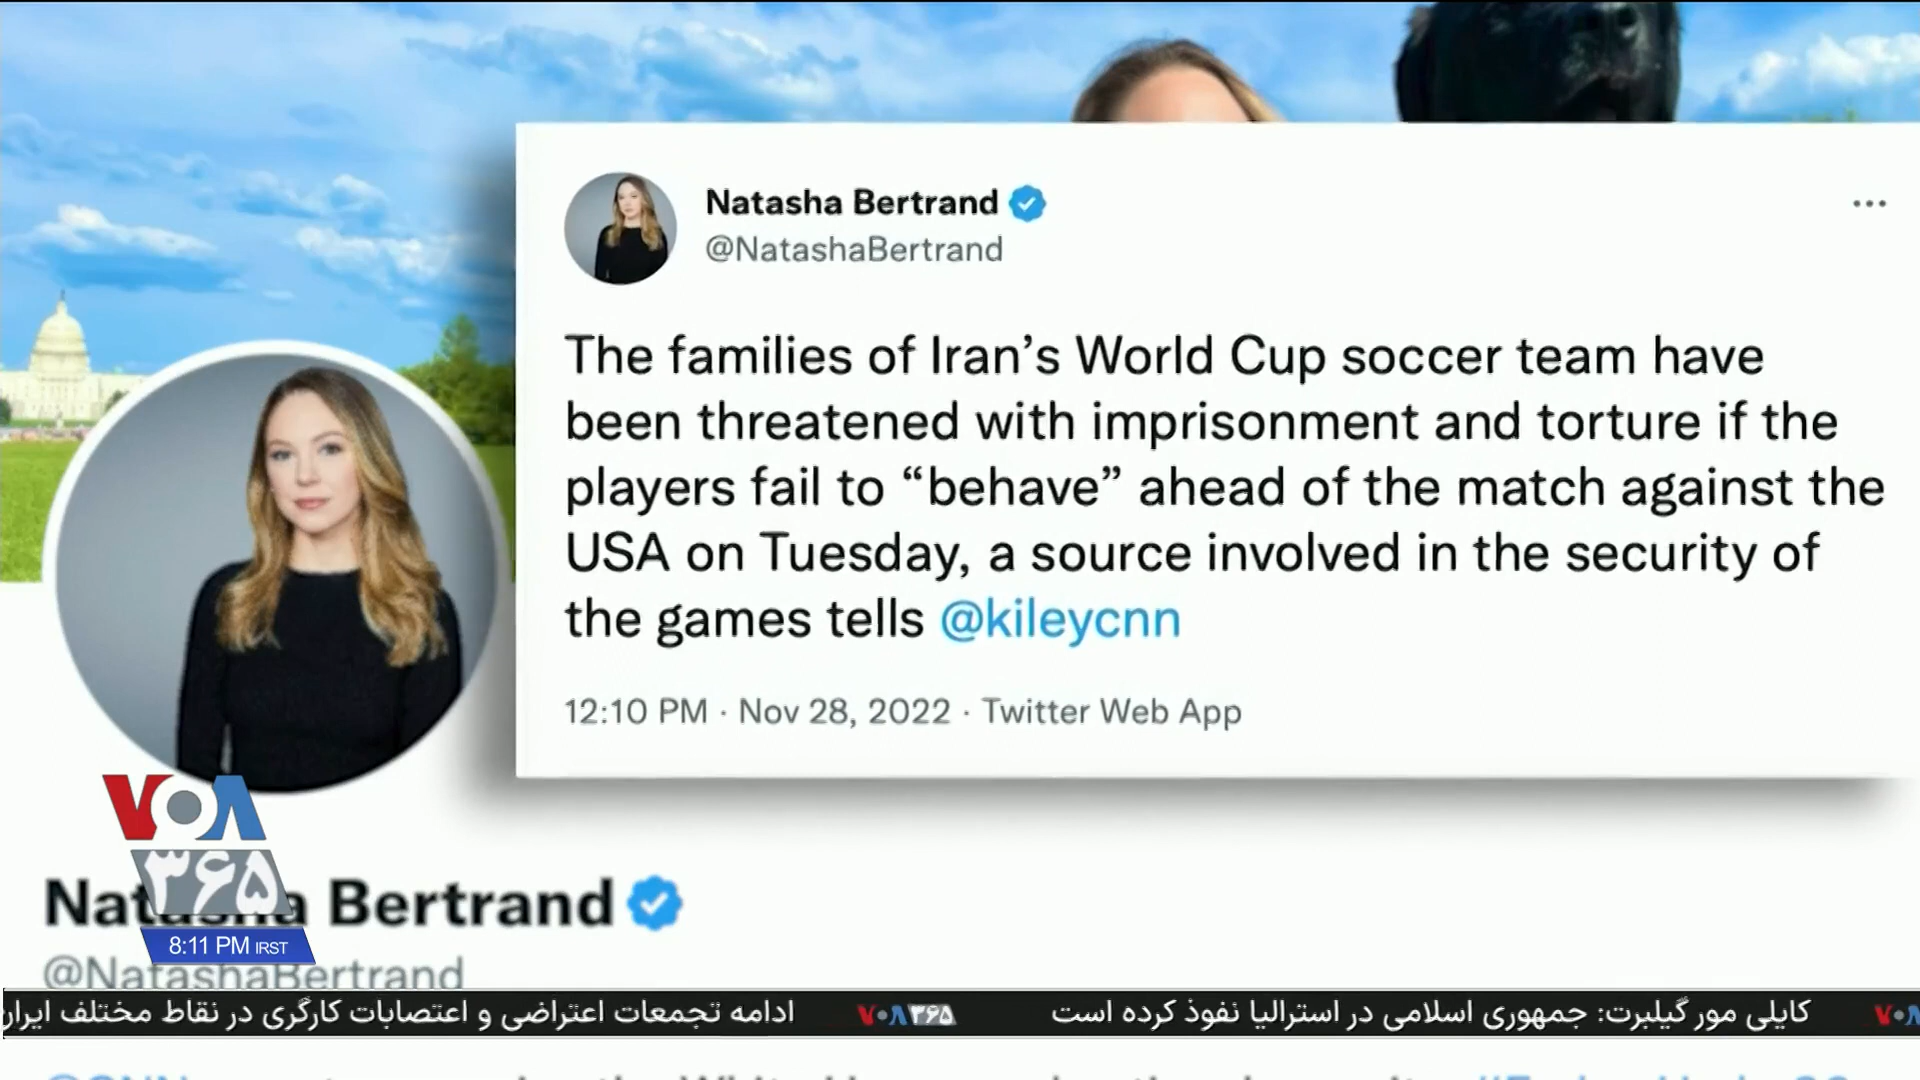 Natasha Bertrand
@NatashaBertrand
The families of Iran’s World Cup soccer team have
been threatened with imprisonment and torture if the
players fail to “behave” ahead of the match against the
USA on Tuesday, a source involved in the security of
the games tells @kileycnn
12:10 PM · Nov 28, 2022 · Twitter Web App
VOA
۳۶۵
8:11 PM IRST
Natasha Bertrand
@NatashaBertrand
کایلی مور گیلبرت: جمهوری اسلامی در استرالیا نفوذ کرده است VOA۳۶۵ ادامه تجمعات اعتراضی و اعتصابات کارگری در نقاط مختلف ایران